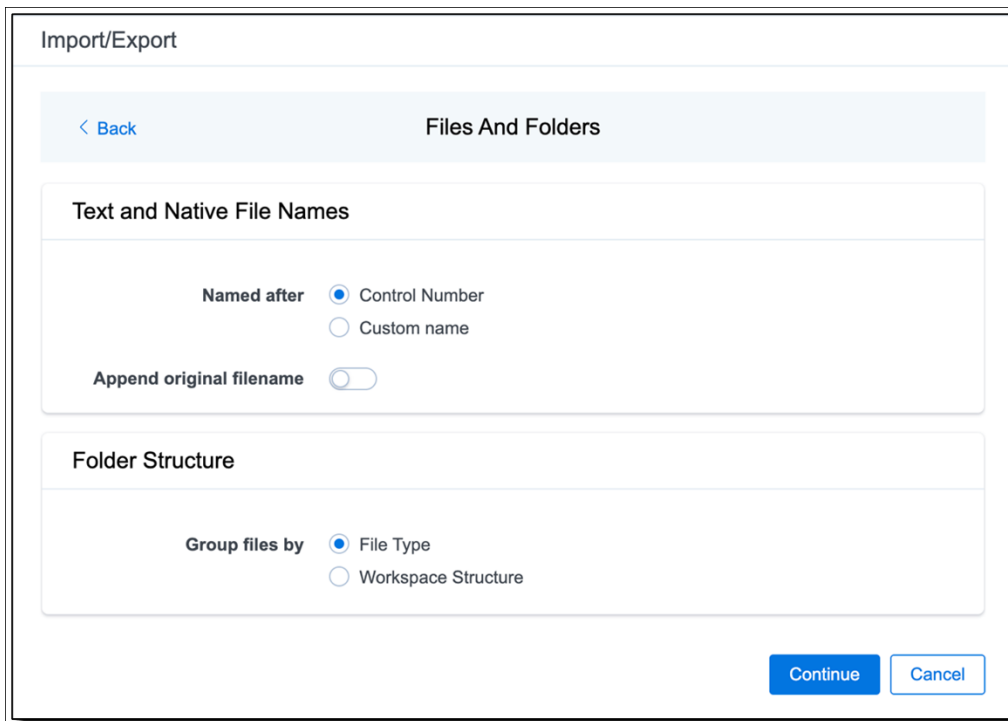 Import/Export
Back
Files And Folders
Text and Native File Names
Named after
Control Number
Custom name
Append original filename
Folder Structure
Group files by
File Type
Workspace Structure
Continue
Cancel